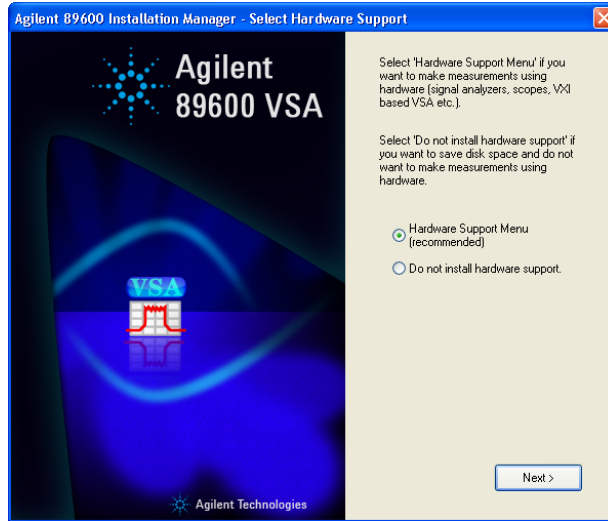 Agilent 89600 Installation Manager - Select Hardware Support
Agilent
89600 VSA
VSA
Agilent Technologies
Select 'Hardware Support Menu' if you
want to make measurements using
hardware (signal analyzers, scopes, VXI
based VSA etc.).
Select 'Do not install hardware support' if
you want to save disk space and do not
want to make measurements using
hardware.
Hardware Support Menu
(recommended)
Do not install hardware support.
Next >